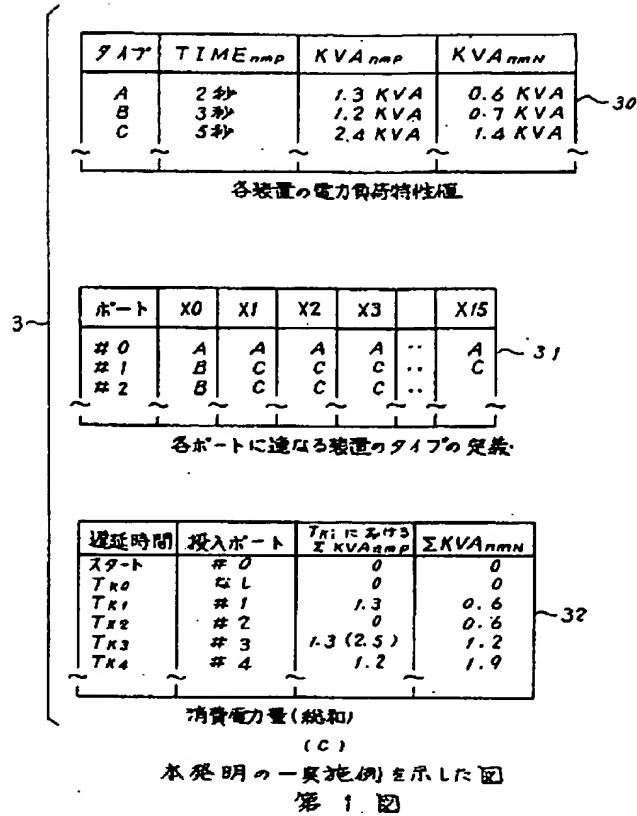 タイプ TIMEnmp KVAnmp KVAnmN
A 2秒 1.3 KVA 0.6 KVA
B 3秒 1.2 KVA 0.7 KVA
C 5秒 2.4 KVA 1.4 KVA
30
各装置の電力負荷特性値
3
ポート X0 X1 X2 X3 X15
#0 A A A A ‥ A
#1 B C C C ‥ C
#2 B C C C ‥
31
各ポートに連なる装置のタイプの定義
遅延時間 投入ポート TKiにおける ΣKVAnmp ΣKVAnmN
スタート #0 0 0
TK0 なし 0 0
TK1 #1 1.3 0.6
TK2 #2 0 0.6
TK3 #3 1.3(2.5) 1.2
TK4 #4 1.2 1.9
32
消費電力量(総和)
(C)
本発明の一実施例を示した図
第 1 図